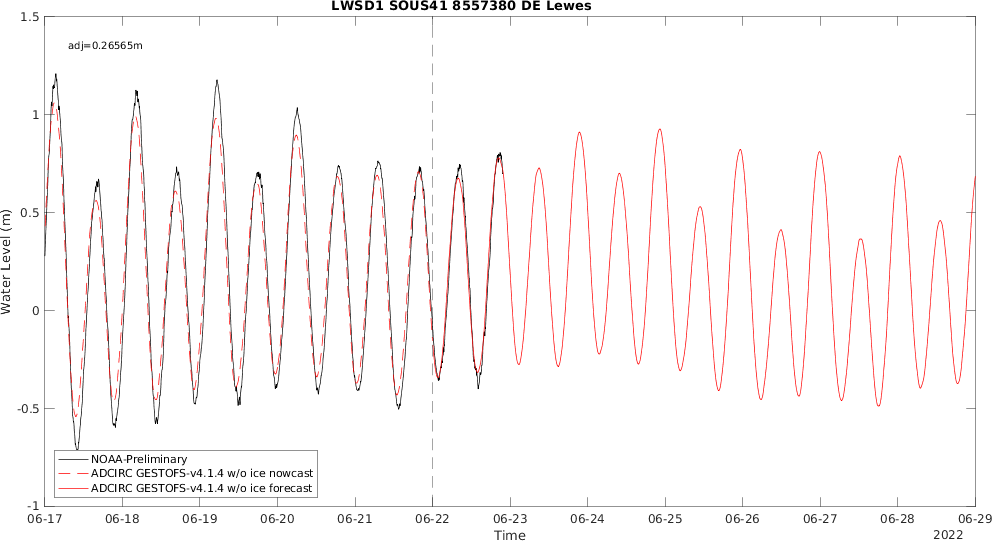 LWSD1 SOUS41 8557380 DE Lewes
adj=0.26565m
1.5
1
0.5
0
-0.5
-1
Water Level (m)
NOAA-Preliminary
ADCIRC GESTOFS-v4.1.4 w/o ice nowcast
ADCIRC GESTOFS-v4.1.4 w/o ice forecast
06-17 06-18 06-19 06-20 06-21 06-22 06-23 06-24 06-25 06-26 06-27 06-28 06-29
Time
2022